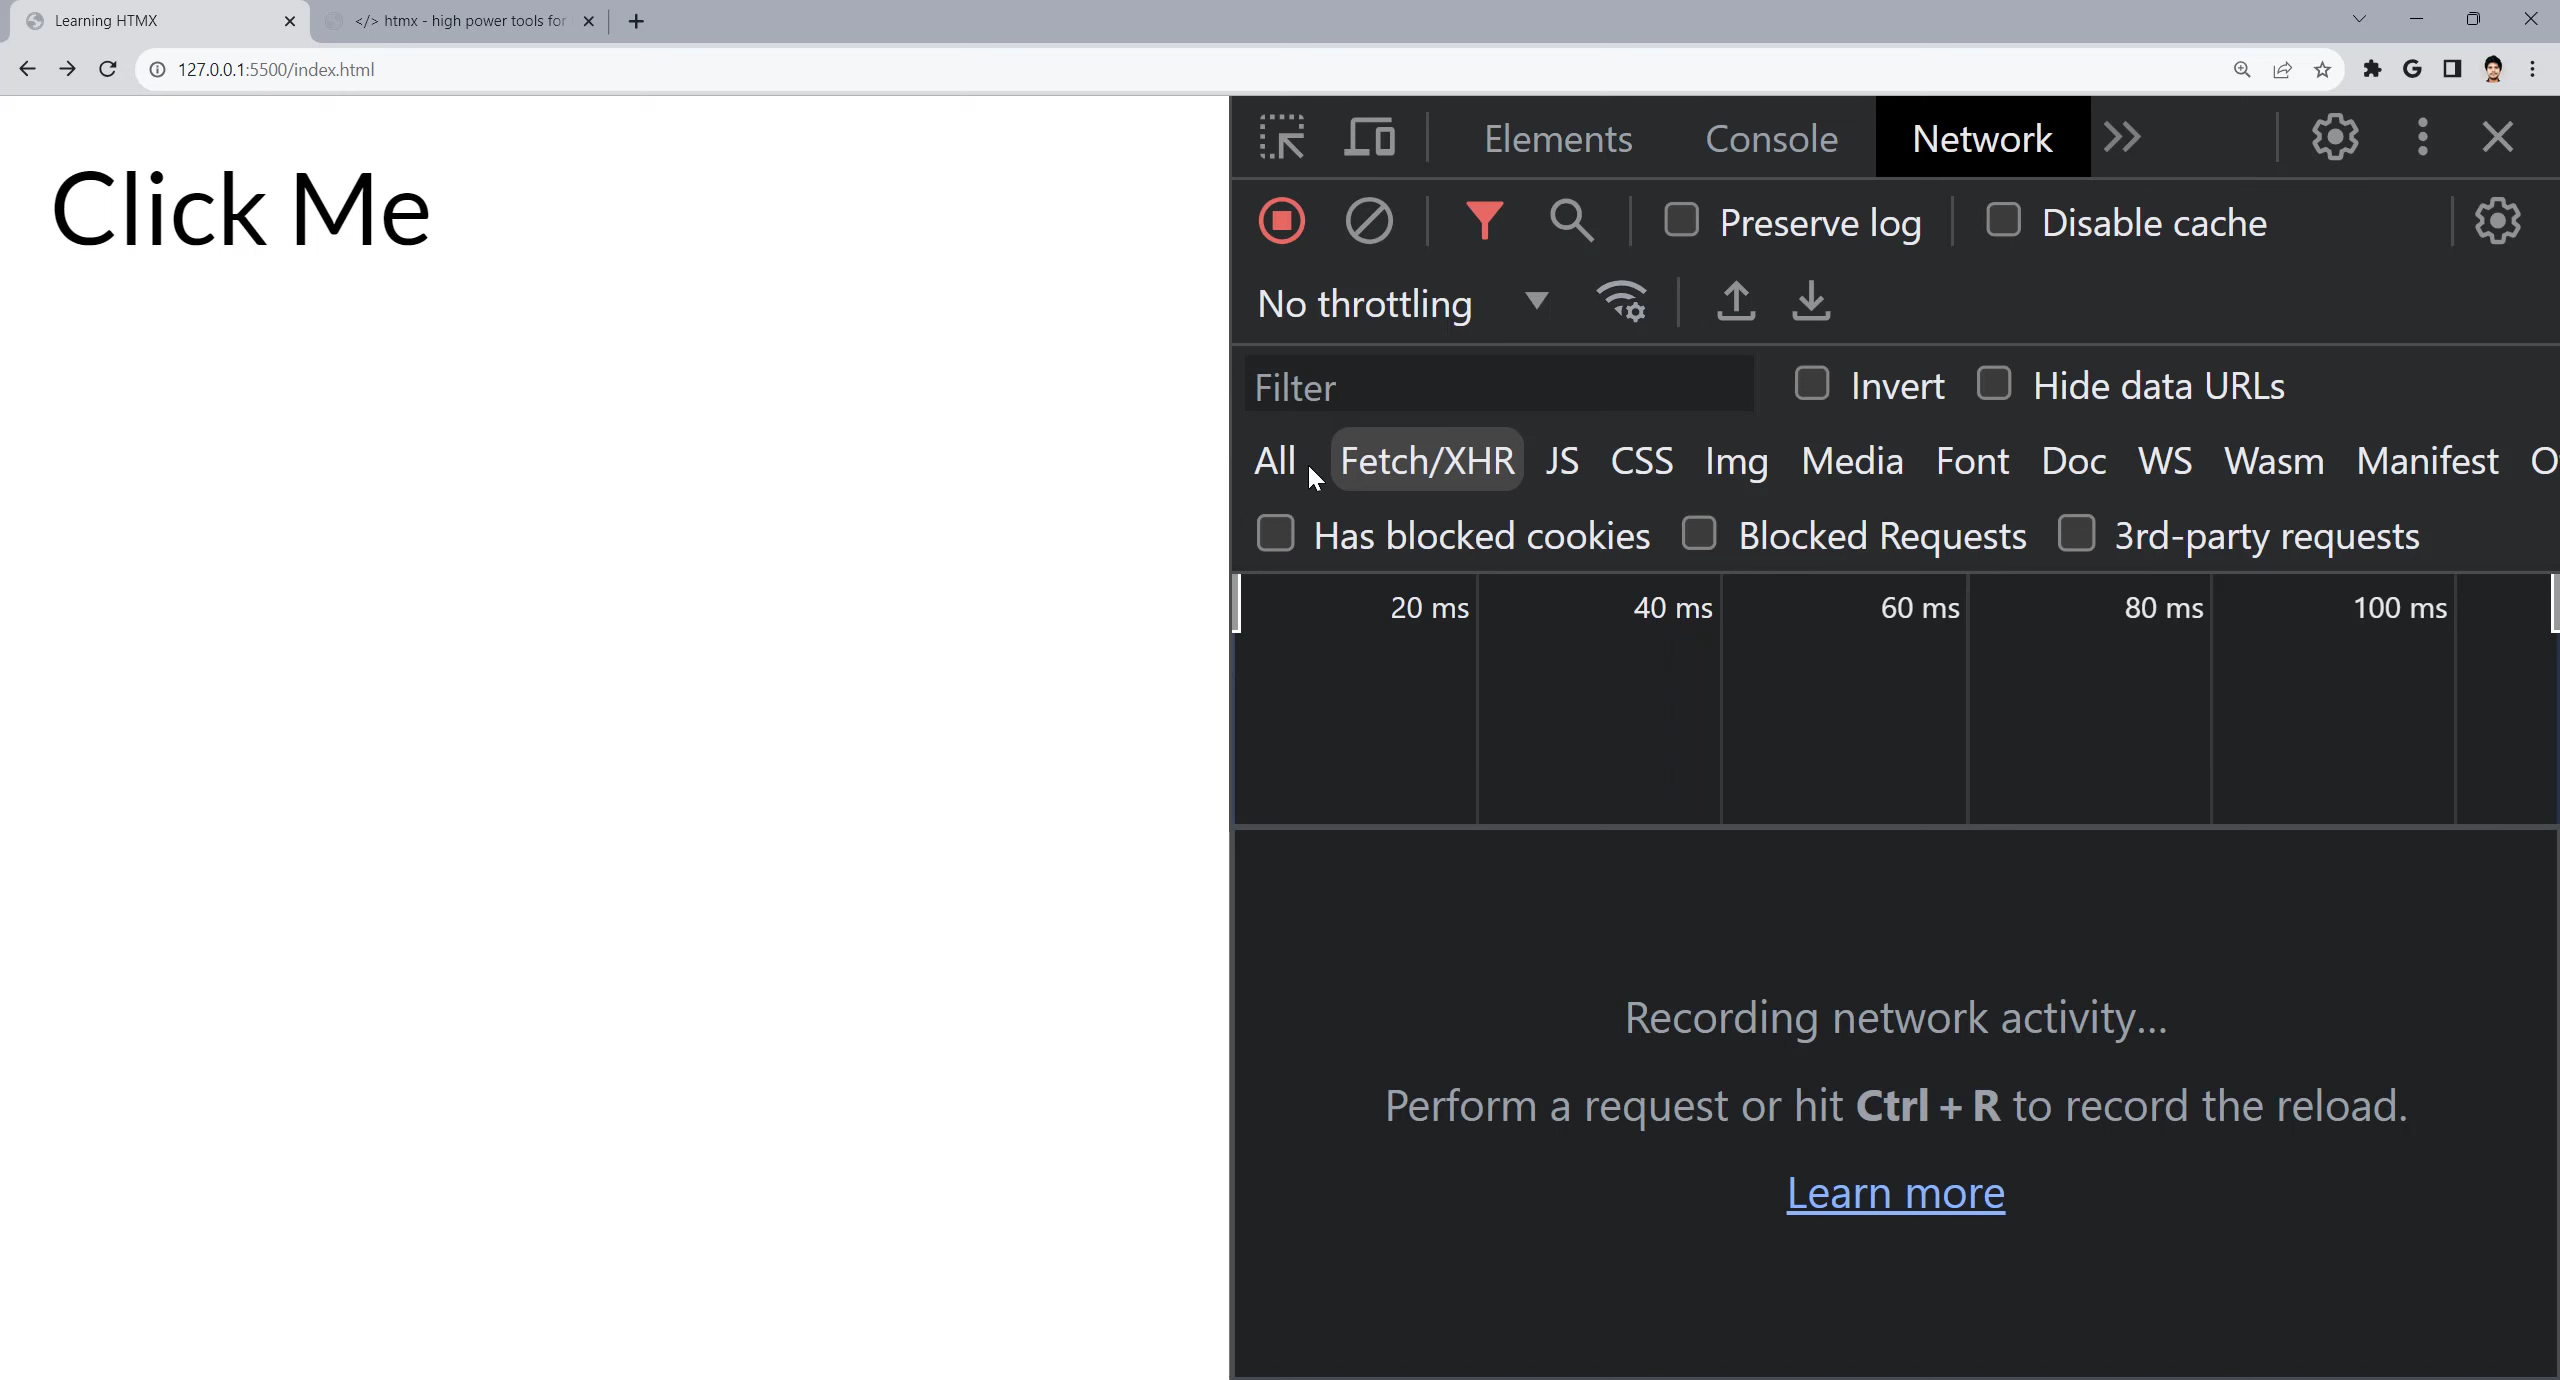 Learning HTMX
</> htmx - high power tools for
127.0.0.1:5500/index.html
Click Me
Elements Console Network
Preserve log Disable cache
No throttling
Filter Invert Hide data URLs
All Fetch/XHR JS CSS Img Media Font Doc WS Wasm Manifest
Has blocked cookies Blocked Requests 3rd-party requests
20 ms 40 ms 60 ms 80 ms 100 ms
Recording network activity...
Perform a request or hit Ctrl + R to record the reload.
Learn more